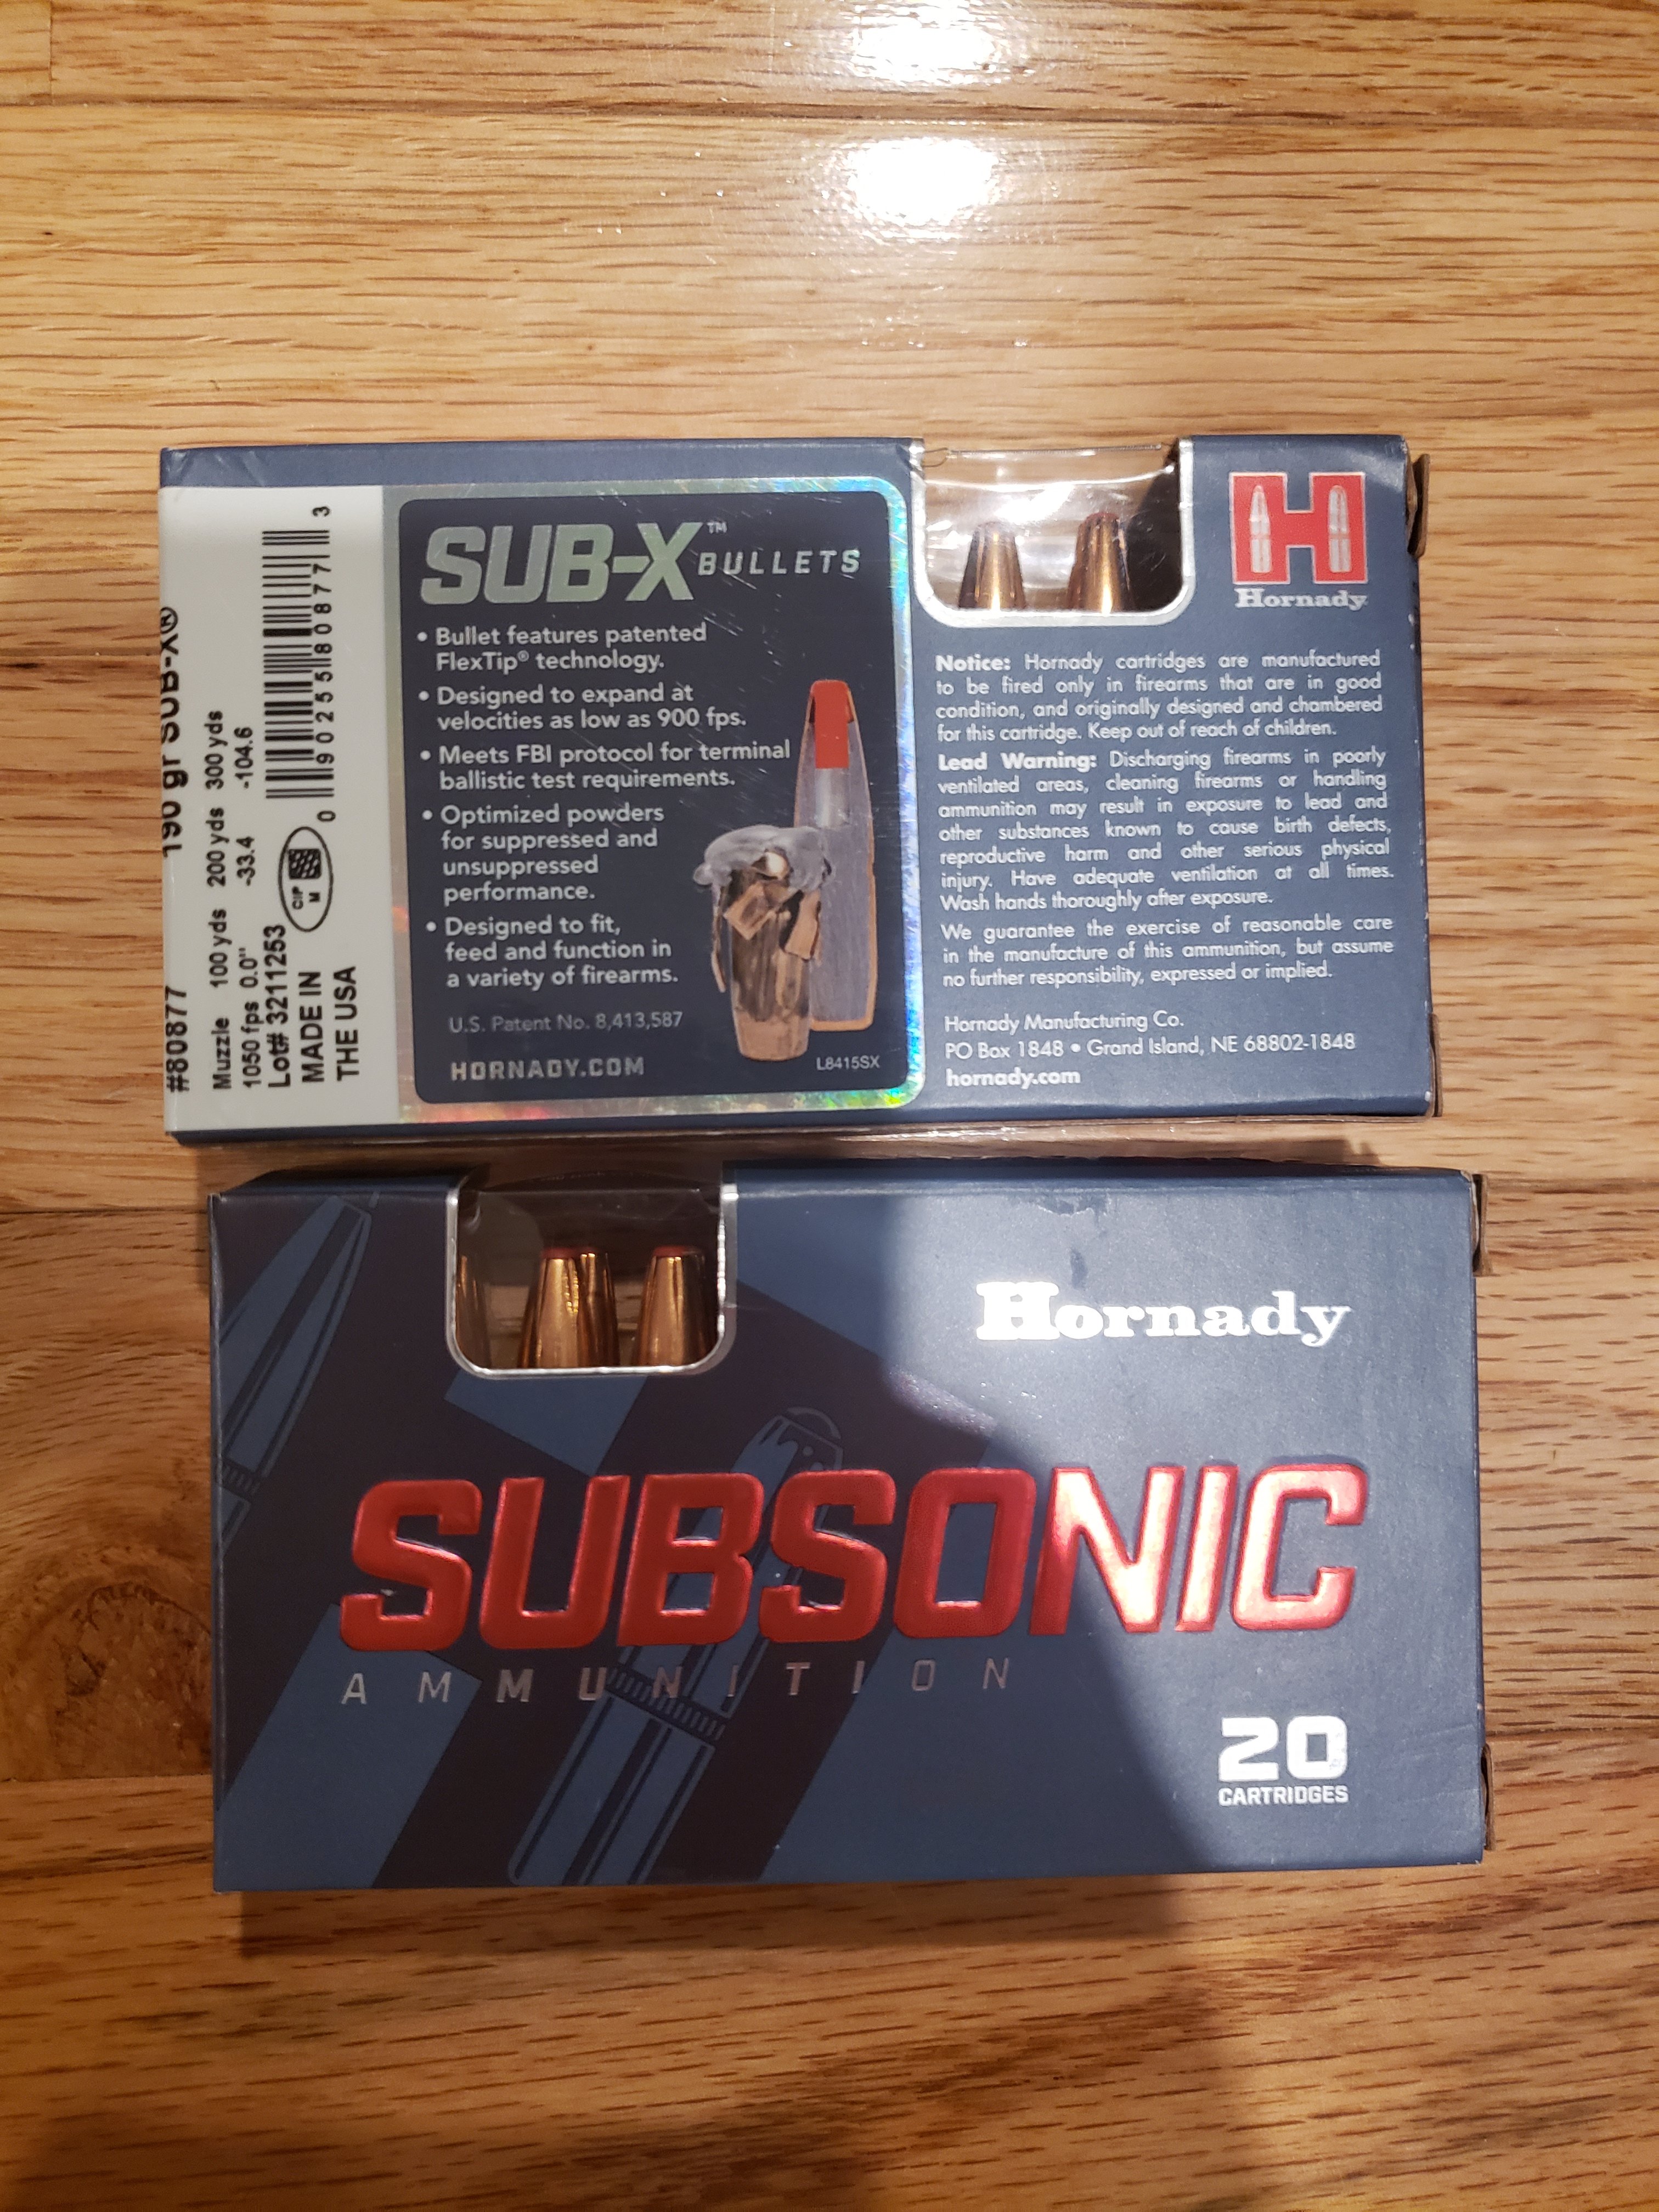 #80877 190 gr SUB-X®
Muzzle 100 yds 200 yds 300 yds
1050 fps 0.0" -33.4 -104.6
Lot# 3211253
MADE IN
THE USA
CIP
M
0 90255 80877 3
SUB-X™ BULLETS
• Bullet features patented
FlexTip® technology.
• Designed to expand at
velocities as low as 900 fps.
• Meets FBI protocol for terminal
ballistic test requirements.
• Optimized powders
for suppressed and
unsuppressed
performance.
• Designed to fit,
feed and function in
a variety of firearms.
U.S. Patent No. 8,413,587
HORNADY.COM
L8415SX
H
Hornady
Notice: Hornady cartridges are manufactured
to be fired only in firearms that are in good
condition, and originally designed and chambered
for this cartridge. Keep out of reach of children.
Lead Warning: Discharging firearms in poorly
ventilated areas, cleaning firearms or handling
ammunition may result in exposure to lead and
other substances known to cause birth defects,
reproductive harm and other serious physical
injury. Have adequate ventilation at all times.
Wash hands thoroughly after exposure.
We guarantee the exercise of reasonable care
in the manufacture of this ammunition, but assume
no further responsibility, expressed or implied.
Hornady Manufacturing Co.
PO Box 1848 • Grand Island, NE 68802-1848
hornady.com
Hornady
SUBSONIC
AMMUNITION
20
CARTRIDGES